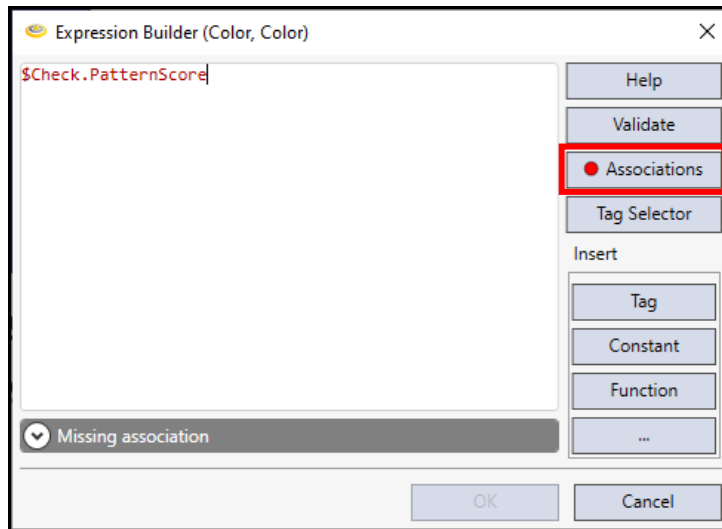 Expression Builder (Color, Color)
$Check.PatternScore
Help
Validate
Associations
Tag Selector
Insert
Tag
Constant
Function
...
Missing association
OK
Cancel